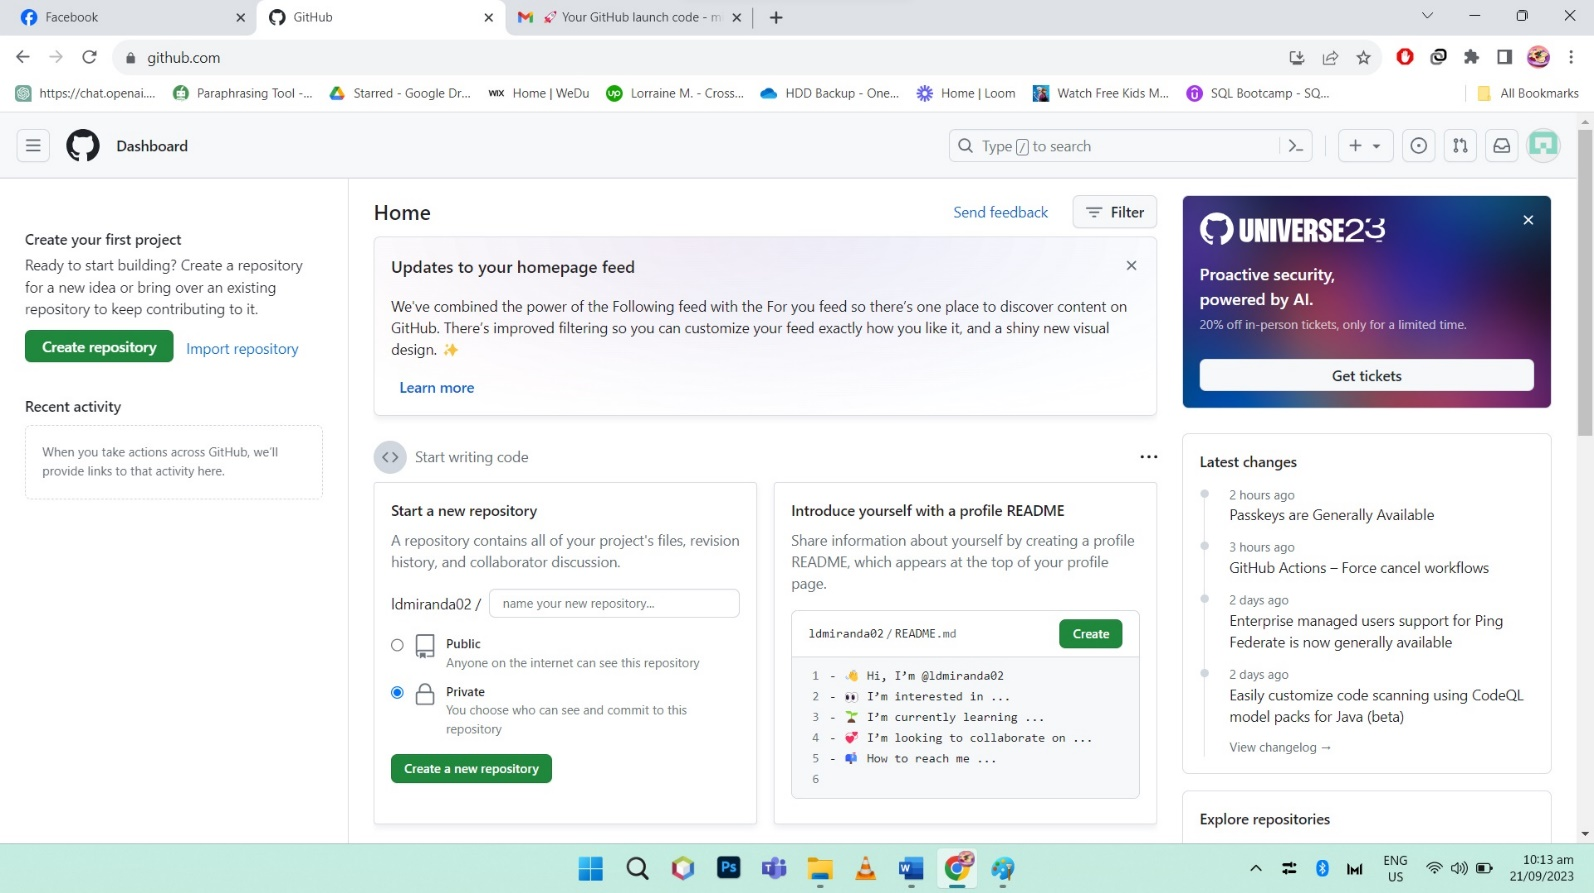 Facebook
GitHub
🚀 Your GitHub launch code - m
github.com
https://chat.openai....
Paraphrasing Tool -...
Starred - Google Dr...
WIX Home | WeDu
up Lorraine M. - Cross...
HDD Backup - One...
Home | Loom
Watch Free Kids M...
SQL Bootcamp - SQ...
All Bookmarks
Dashboard
Type / to search
Create your first project
Ready to start building? Create a repository
for a new idea or bring over an existing
repository to keep contributing to it.
Create repository
Import repository
Recent activity
When you take actions across GitHub, we'll
provide links to that activity here.
Home
Send feedback
Filter
Updates to your homepage feed
We've combined the power of the Following feed with the For you feed so there's one place to discover content on
GitHub. There's improved filtering so you can customize your feed exactly how you like it, and a shiny new visual
design. ✨
Learn more
Start writing code
Start a new repository
A repository contains all of your project's files, revision
history, and collaborator discussion.
ldmiranda02 /
name your new repository...
Public
Anyone on the internet can see this repository
Private
You choose who can see and commit to this
repository
Create a new repository
Introduce yourself with a profile README
Share information about yourself by creating a profile
README, which appears at the top of your profile
page.
ldmiranda02 / README.md
Create
1 - 👋 Hi, I'm @ldmiranda02
2 - 👀 I'm interested in ...
3 - 🌱 I'm currently learning ...
4 - 💞️ I'm looking to collaborate on ...
5 - 📫 How to reach me ...
6
UNIVERSE23
Proactive security,
powered by AI.
20% off in-person tickets, only for a limited time.
Get tickets
Latest changes
2 hours ago
Passkeys are Generally Available
3 hours ago
GitHub Actions – Force cancel workflows
2 days ago
Enterprise managed users support for Ping
Federate is now generally available
2 days ago
Easily customize code scanning using CodeQL
model packs for Java (beta)
View changelog →
Explore repositories
Ps
W
ENG
US
10:13 am
21/09/2023